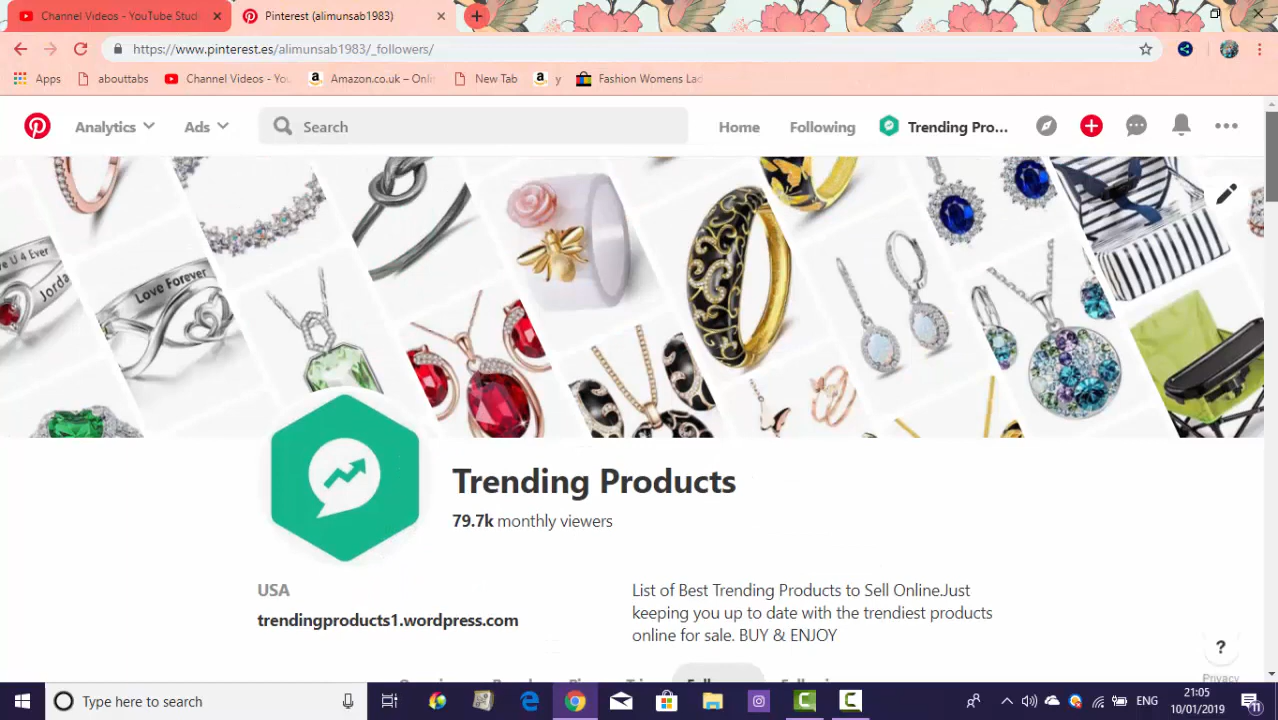 Channel Videos - YouTube Studi
Pinterest (alimunsab1983)
https://www.pinterest.es/alimunsab1983/_followers/
Apps abouttabs Channel Videos - You Amazon.co.uk – Onli New Tab y Fashion Womens Lad
Analytics Ads Search Home Following Trending Pro...
U 4 Ever
Jorda
Love Forever
Trending Products
79.7k monthly viewers
USA
trendingproducts1.wordpress.com
List of Best Trending Products to Sell Online.Just
keeping you up to date with the trendiest products
online for sale. BUY & ENJOY
?
Privacy
Type here to search
ENG
21:05
10/01/2019
11